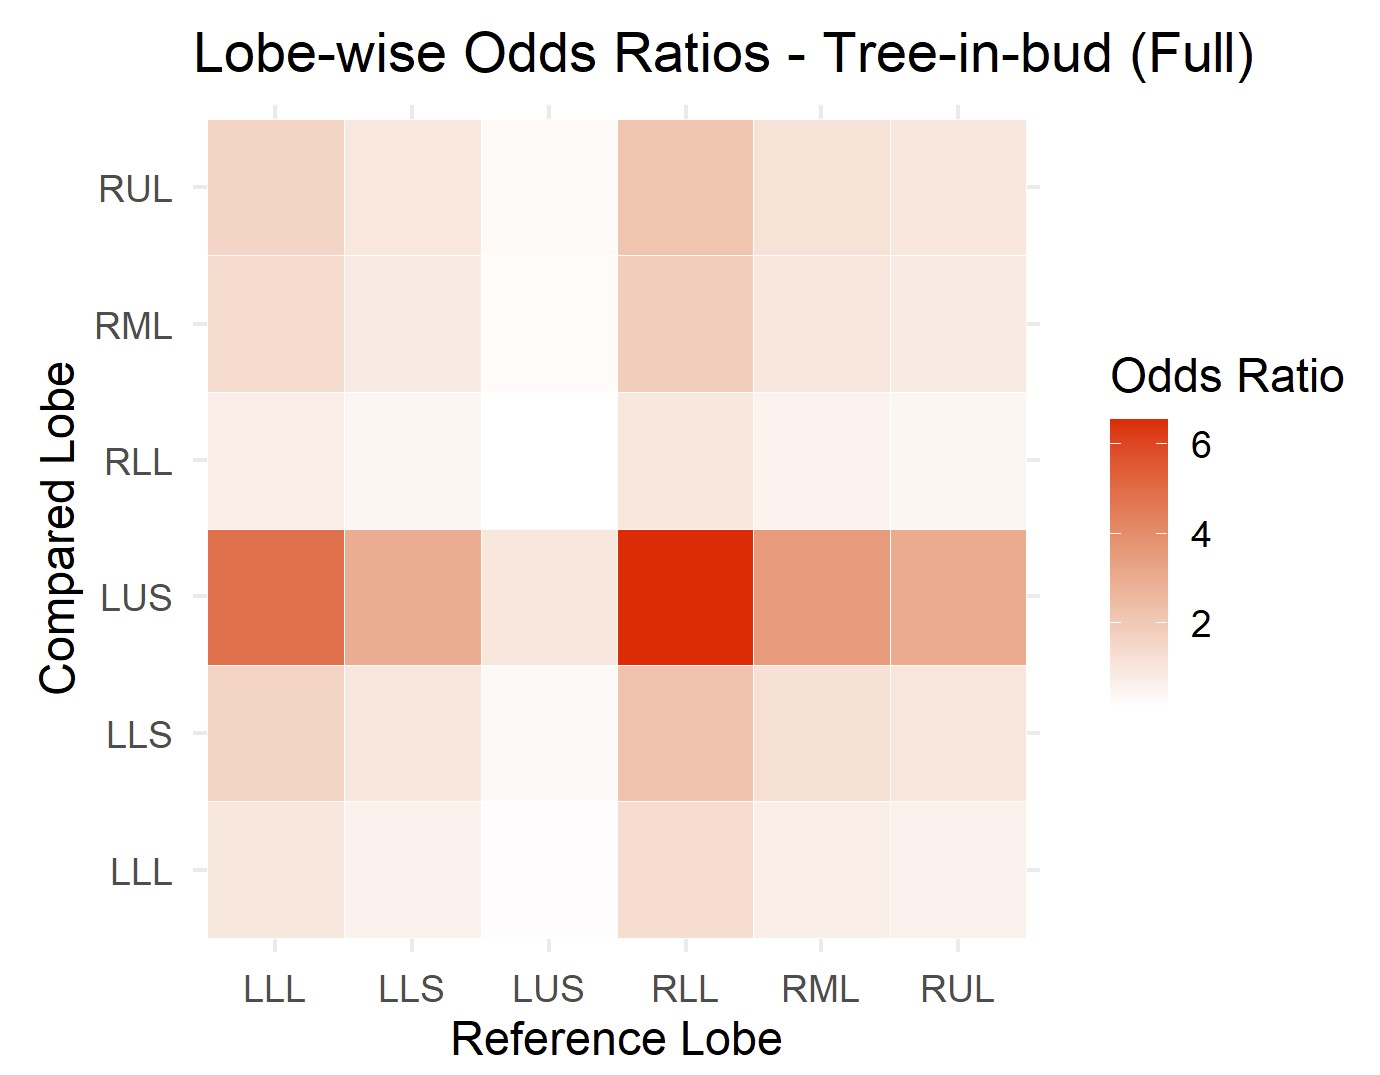 Lobe-wise Odds Ratios - Tree-in-bud (Full)
Compared Lobe
RUL
RML
RLL
LUS
LLS
LLL
LLL LLS LUS RLL RML RUL
Reference Lobe
Odds Ratio
6
4
2